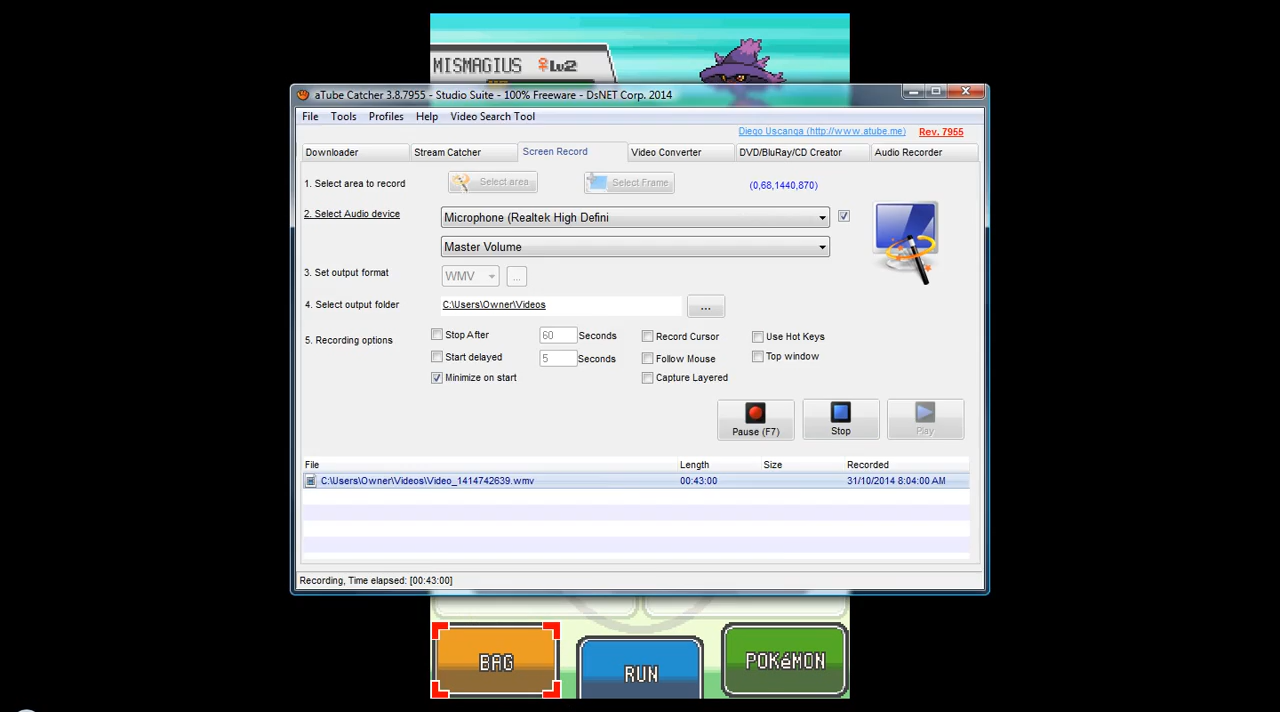 MISMAGIUS ♀Lv2
aTube Catcher 3.8.7955 - Studio Suite - 100% Freeware - DsNET Corp. 2014
File Tools Profiles Help Video Search Tool
Diego Uscanga (http://www.atube.me) Rev. 7955
Downloader Stream Catcher Screen Record Video Converter DVD/BluRay/CD Creator Audio Recorder
1. Select area to record Select area Select Frame (0,68,1440,870)
2. Select Audio device Microphone (Realtek High Defini
Master Volume
3. Set output format WMV ...
4. Select output folder C:\Users\Owner\Videos ...
5. Recording options Stop After 60 Seconds Record Cursor Use Hot Keys
Start delayed 5 Seconds Follow Mouse Top window
Minimize on start Capture Layered
Pause (F7) Stop Play
File Length Size Recorded
C:\Users\Owner\Videos\Video_1414742639.wmv 00:43:00 31/10/2014 8:04:00 AM
Recording, Time elapsed: [00:43:00]
BAG RUN POKéMON